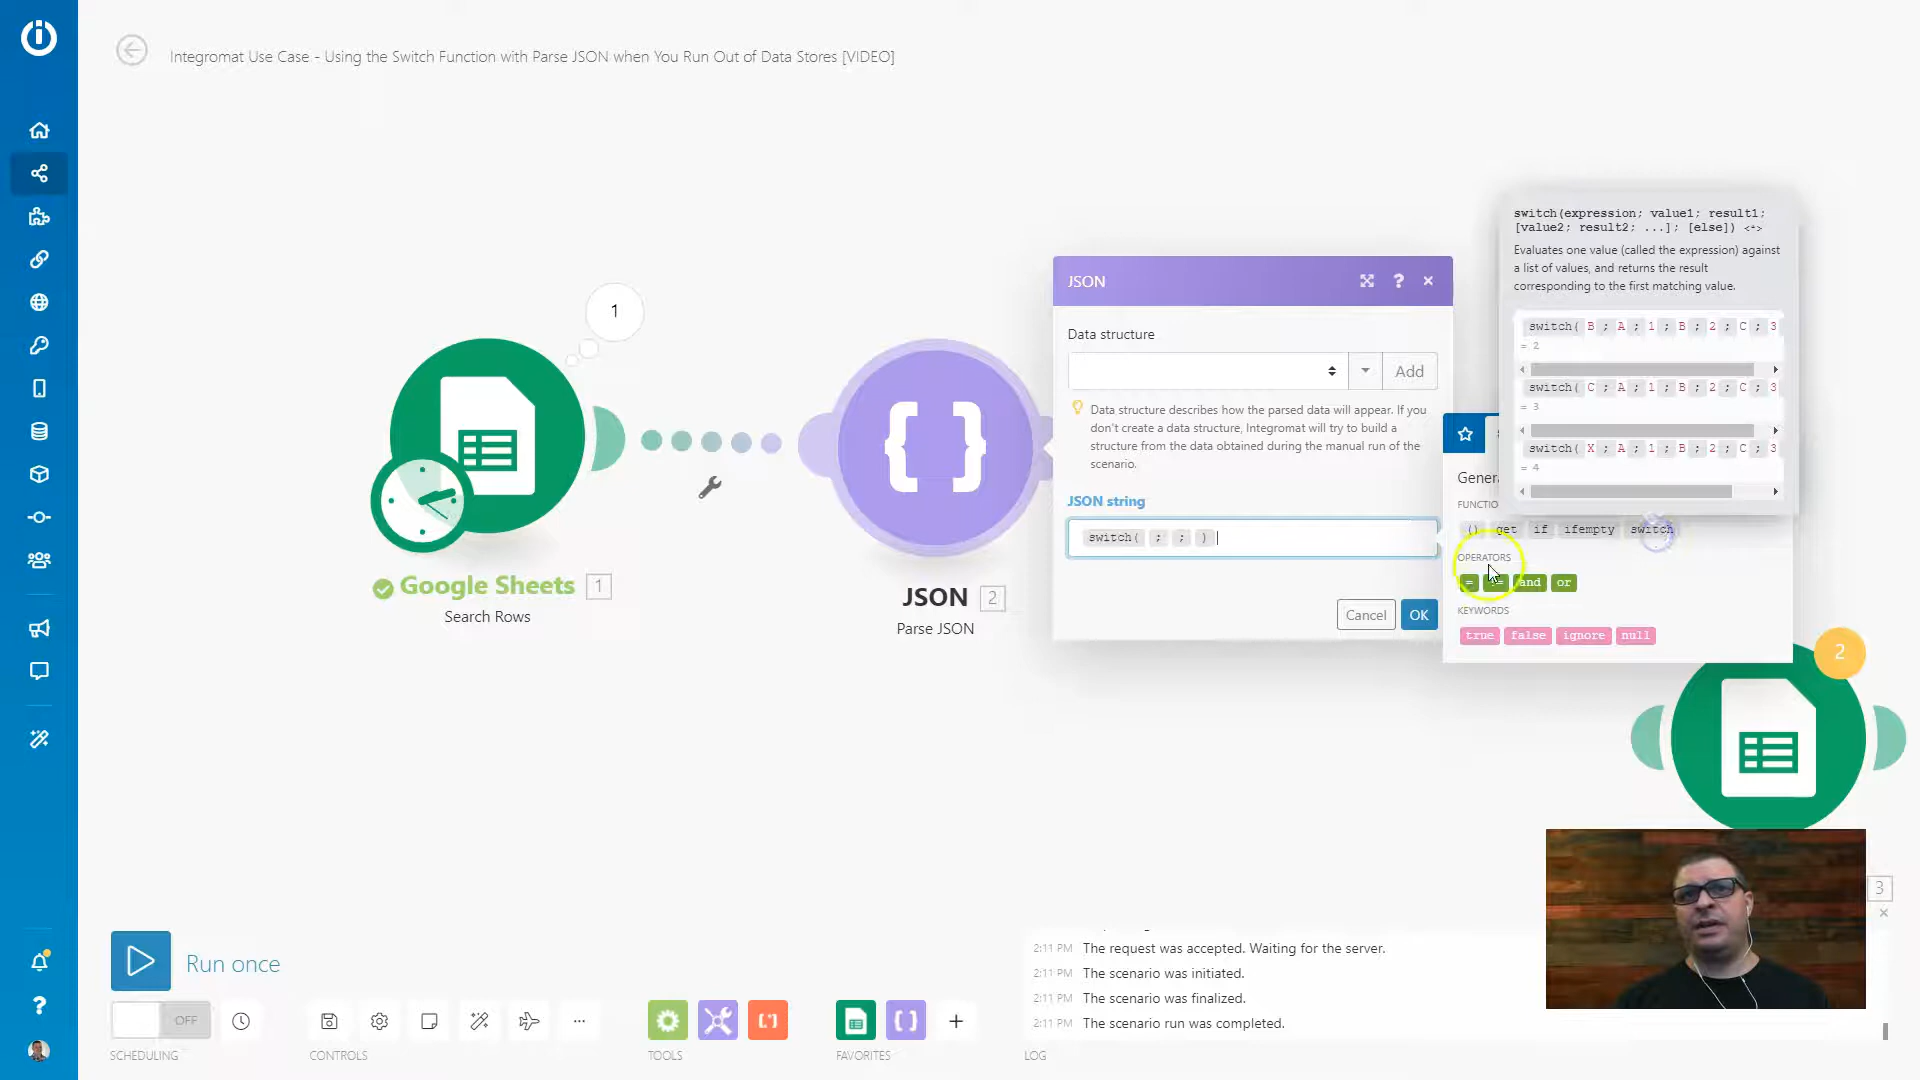 Integromat Use Case - Using the Switch Function with Parse JSON when You Run Out of Data Stores [VIDEO]
switch(expression; value1; result1;
[value2; result2; ...]; [else])
Evaluates one value (called the expression) against
a list of values, and returns the result
corresponding to the first matching value.
switch( B ; A ; 1 ; B ; 2 ; C ; 3
= 2
switch( C ; A ; 1 ; B ; 2 ; C ; 3
= 3
switch( X ; A ; 1 ; B ; 2 ; C ; 3
= 4
1
JSON
Data structure
Add
Data structure describes how the parsed data will appear. If you
don't create a data structure, Integromat will try to build a
structure from the data obtained during the manual run of the
scenario.
JSON string
switch( ; ; )
Cancel
OK
() get if ifempty switch
OPERATORS
= and or
KEYWORDS
true false ignore null
Google Sheets 1
Search Rows
JSON 2
Parse JSON
2
3
Run once
OFF
SCHEDULING
CONTROLS
TOOLS
FAVORITES
LOG
2:11 PM The request was accepted. Waiting for the server.
2:11 PM The scenario was initiated.
2:11 PM The scenario was finalized.
2:11 PM The scenario run was completed.